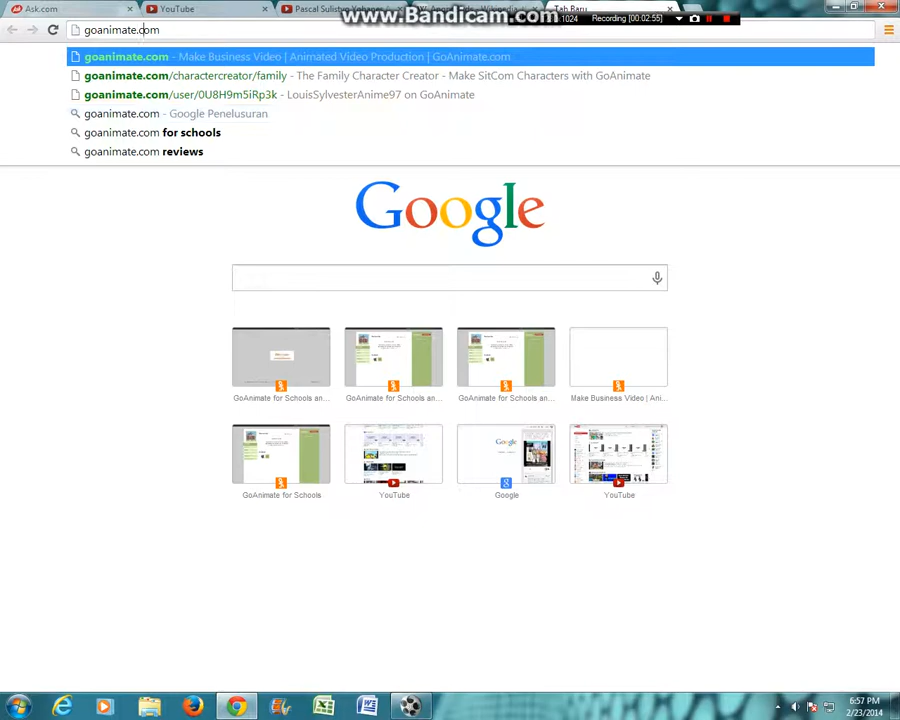 Ask.com
YouTube
Pascal Sulistyo Yohanes
Tab Baru
www.Bandicam.com
1024
Recording [00:02:55]
goanimate.com
goanimate.com - Make Business Video | Animated Video Production | GoAnimate.com
goanimate.com/charactercreator/family - The Family Character Creator - Make SitCom Characters with GoAnimate
goanimate.com/user/0U8H9m5iRp3k - LouisSylvesterAnime97 on GoAnimate
goanimate.com - Google Penelusuran
goanimate.com for schools
goanimate.com reviews
Google
GoAnimate for Schools an...
GoAnimate for Schools an...
GoAnimate for Schools an...
Make Business Video | Ani...
GoAnimate for Schools
YouTube
Google
YouTube
6:57 PM
2/23/2014